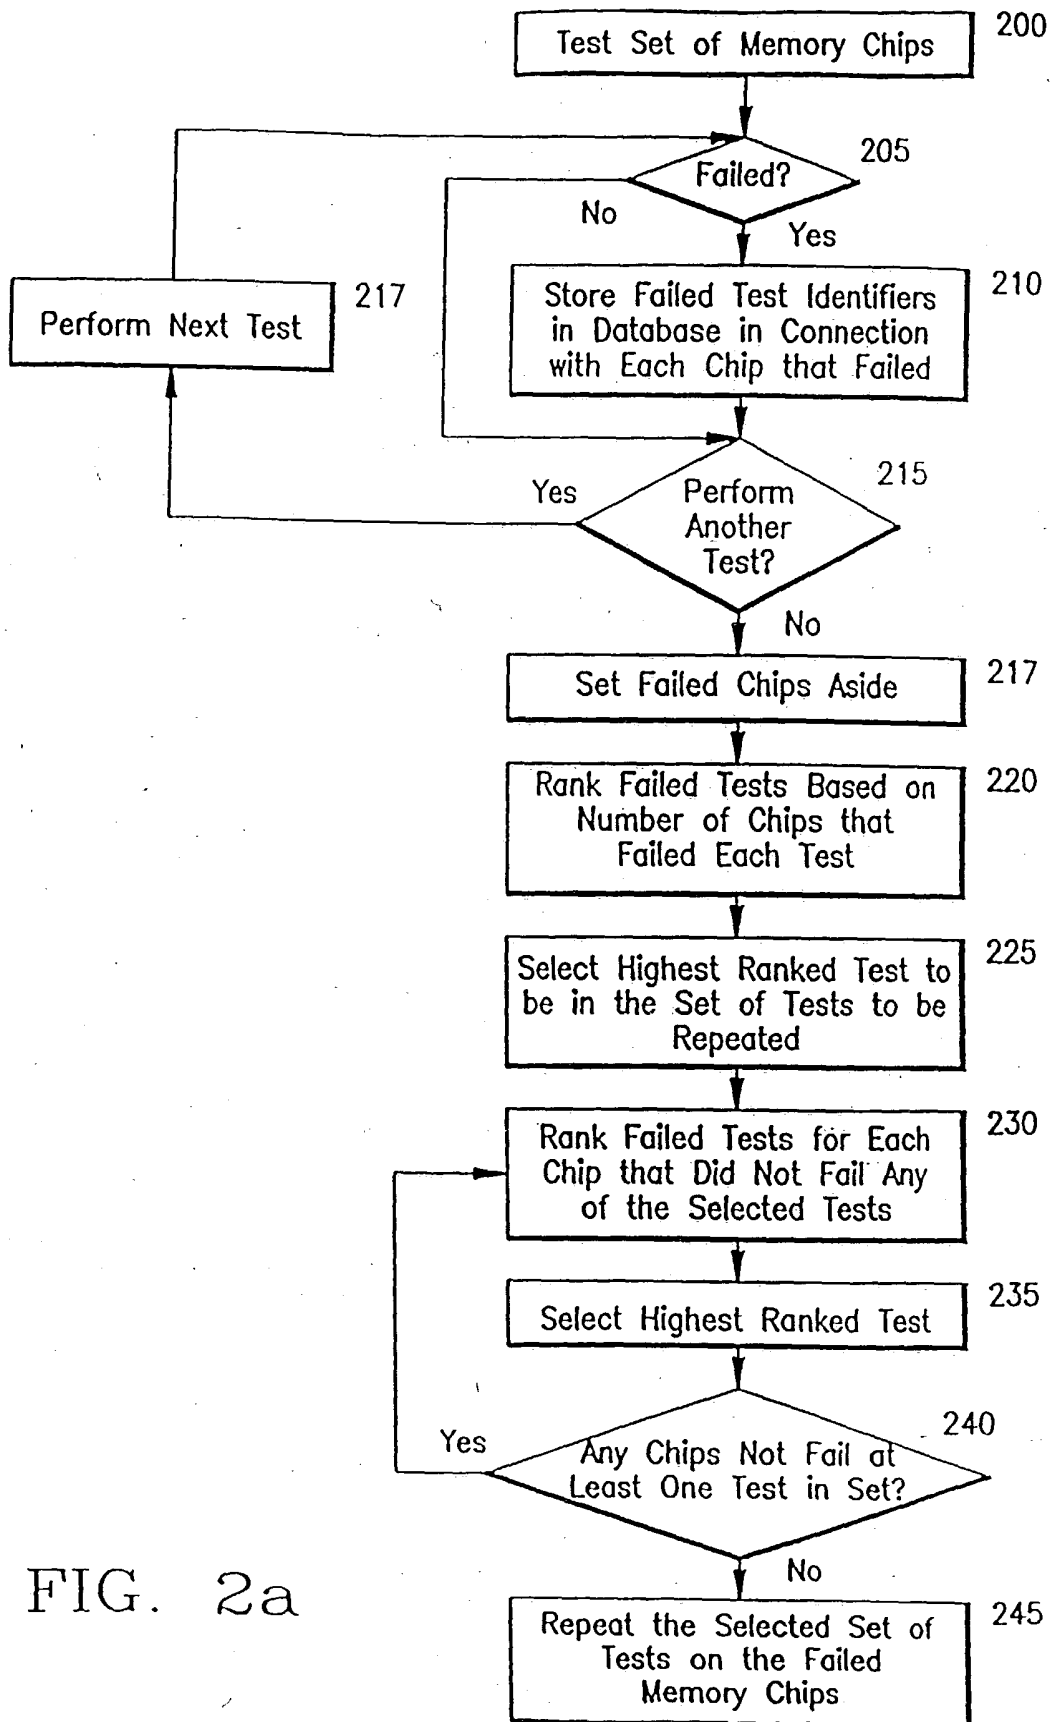 Test Set of Memory Chips
200
Failed?
205
No
Yes
Store Failed Test Identifiers
in Database in Connection
with Each Chip that Failed
210
Perform Next Test
217
Perform
Another
Test?
215
Yes
No
Set Failed Chips Aside
217
Rank Failed Tests Based on
Number of Chips that
Failed Each Test
220
Select Highest Ranked Test to
be in the Set of Tests to be
Repeated
225
Rank Failed Tests for Each
Chip that Did Not Fail Any
of the Selected Tests
230
Select Highest Ranked Test
235
Any Chips Not Fail at
Least One Test in Set?
240
Yes
No
Repeat the Selected Set of
Tests on the Failed
Memory Chips
245
FIG. 2a